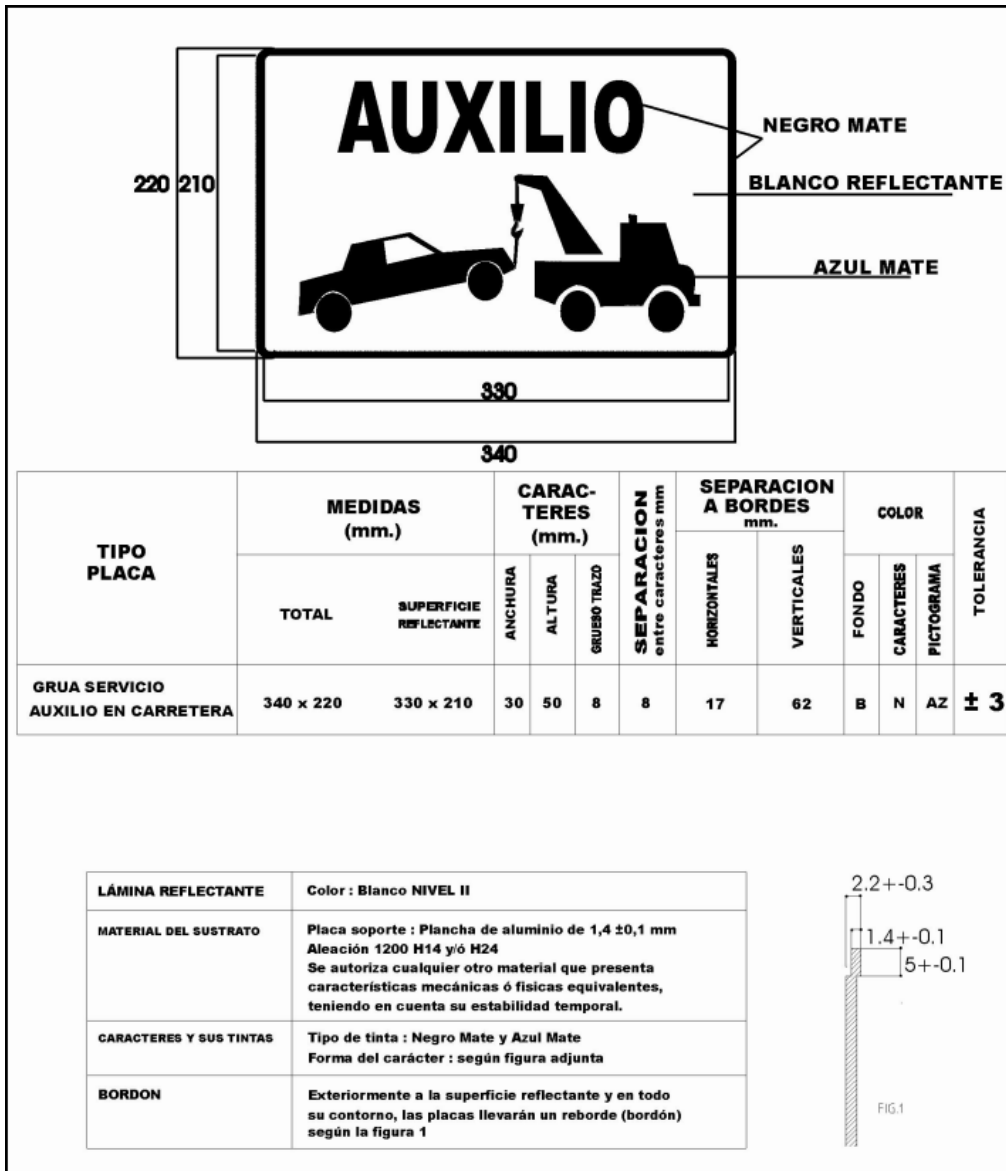 AUXILIO
NEGRO MATE
BLANCO REFLECTANTE
AZUL MATE
220 210
330
340
TIPO
PLACA
MEDIDAS
(mm.)
TOTAL
SUPERFICIE
REFLECTANTE
CARAC-
TERES
(mm.)
ANCHURA
ALTURA
GRUESO TRAZO
SEPARACION
entre caracteres mm
SEPARACION
A BORDES
mm.
HORIZONTALES
VERTICALES
COLOR
FONDO
CARACTERES
PICTOGRAMA
TOLERANCIA
GRUA SERVICIO
AUXILIO EN CARRETERA
340 x 220 330 x 210 30 50 8 8 17 62 B N AZ ± 3
LÁMINA REFLECTANTE
Color : Blanco NIVEL II
MATERIAL DEL SUSTRATO
Placa soporte : Plancha de aluminio de 1,4 ±0,1 mm
Aleación 1200 H14 y/ó H24
Se autoriza cualquier otro material que presenta
características mecánicas ó fisicas equivalentes,
teniendo en cuenta su estabilidad temporal.
CARACTERES Y SUS TINTAS
Tipo de tinta : Negro Mate y Azul Mate
Forma del carácter : según figura adjunta
BORDON
Exteriormente a la superficie reflectante y en todo
su contorno, las placas llevarán un reborde (bordón)
según la figura 1
2.2+-0.3
1.4+-0.1
5+-0.1
FIG.1